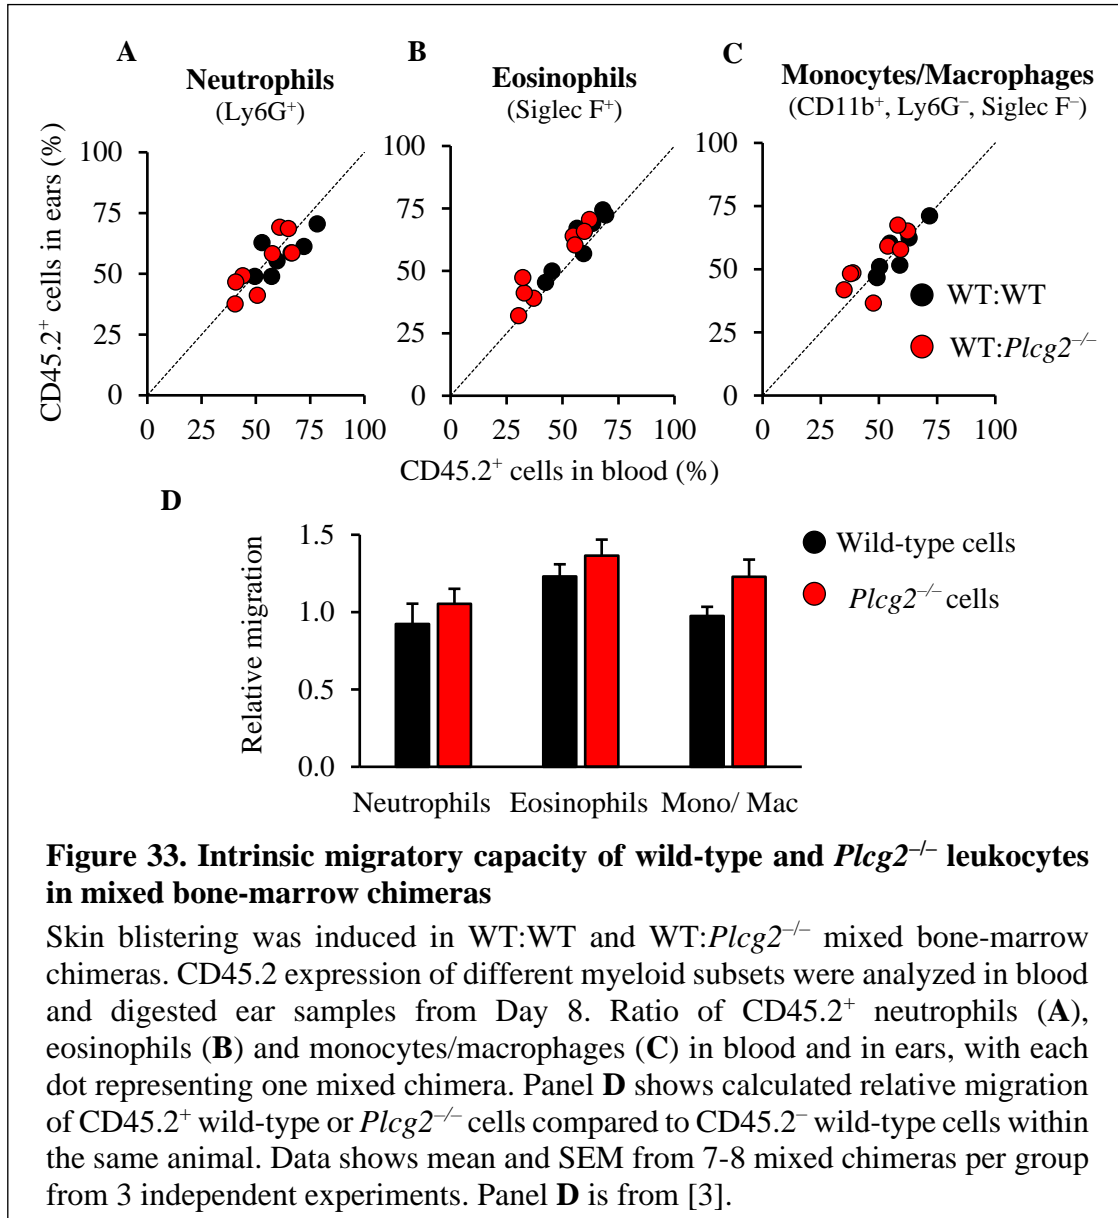 A
Neutrophils
(Ly6G⁺)
B
Eosinophils
(Siglec F⁺)
C
Monocytes/Macrophages
(CD11b⁺, Ly6G⁻, Siglec F⁻)
CD45.2⁺ cells in ears (%)
100
75
50
25
0
0 25 50 75 100
100
75
50
25
0
0 25 50 75 100
100
75
50
25
0
0 25 50 75 100
WT:WT
WT:Plcg2⁻/⁻
CD45.2⁺ cells in blood (%)
D
Relative migration
1.5
1.0
0.5
0.0
Neutrophils Eosinophils Mono/ Mac
Wild-type cells
Plcg2⁻/⁻ cells
Figure 33. Intrinsic migratory capacity of wild-type and Plcg2⁻/⁻ leukocytes
in mixed bone-marrow chimeras
Skin blistering was induced in WT:WT and WT:Plcg2⁻/⁻ mixed bone-marrow
chimeras. CD45.2 expression of different myeloid subsets were analyzed in blood
and digested ear samples from Day 8. Ratio of CD45.2⁺ neutrophils (A),
eosinophils (B) and monocytes/macrophages (C) in blood and in ears, with each
dot representing one mixed chimera. Panel D shows calculated relative migration
of CD45.2⁺ wild-type or Plcg2⁻/⁻ cells compared to CD45.2⁻ wild-type cells within
the same animal. Data shows mean and SEM from 7-8 mixed chimeras per group
from 3 independent experiments. Panel D is from [3].